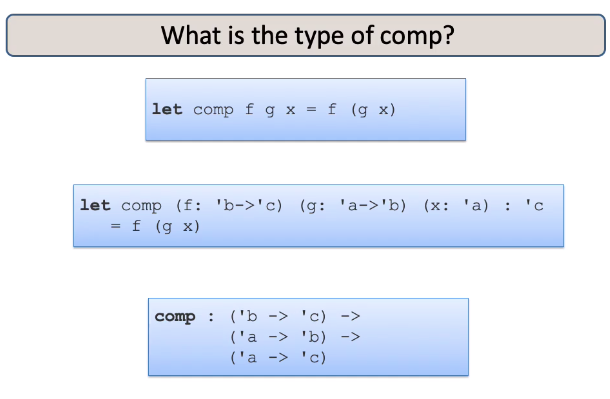 What is the type of comp?
let comp f g x = f (g x)
let comp (f: 'b->'c) (g: 'a->'b) (x: 'a) : 'c
= f (g x)
comp : ('b -> 'c) ->
('a -> 'b) ->
('a -> 'c)